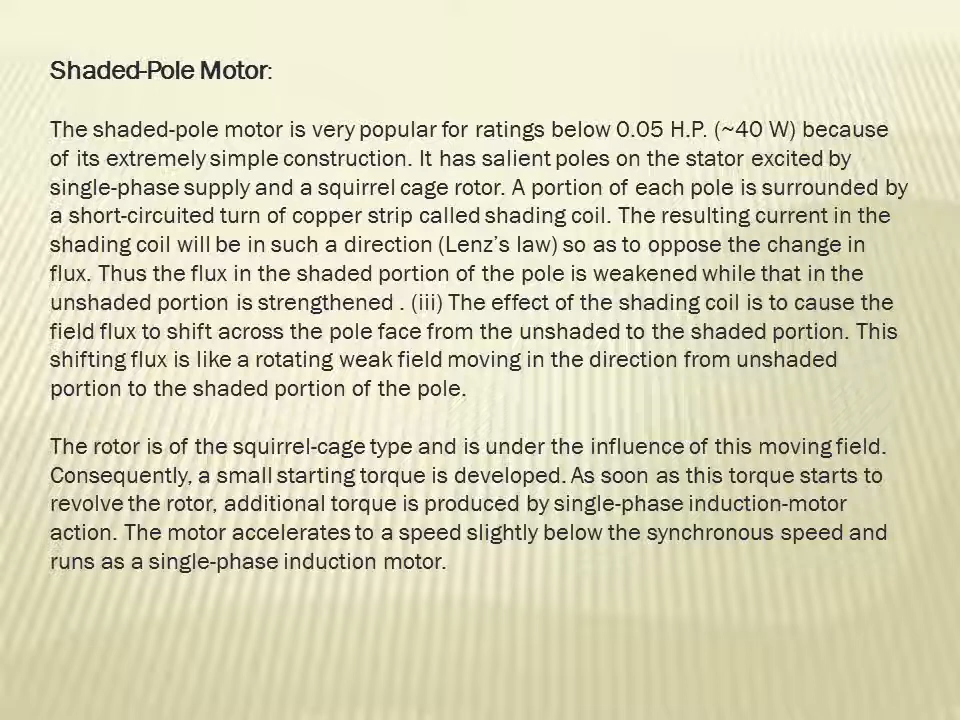 Shaded-Pole Motor:
The shaded-pole motor is very popular for ratings below 0.05 H.P. (~40 W) because
of its extremely simple construction. It has salient poles on the stator excited by
single-phase supply and a squirrel cage rotor. A portion of each pole is surrounded by
a short-circuited turn of copper strip called shading coil. The resulting current in the
shading coil will be in such a direction (Lenz’s law) so as to oppose the change in
flux. Thus the flux in the shaded portion of the pole is weakened while that in the
unshaded portion is strengthened . (iii) The effect of the shading coil is to cause the
field flux to shift across the pole face from the unshaded to the shaded portion. This
shifting flux is like a rotating weak field moving in the direction from unshaded
portion to the shaded portion of the pole.
The rotor is of the squirrel-cage type and is under the influence of this moving field.
Consequently, a small starting torque is developed. As soon as this torque starts to
revolve the rotor, additional torque is produced by single-phase induction-motor
action. The motor accelerates to a speed slightly below the synchronous speed and
runs as a single-phase induction motor.